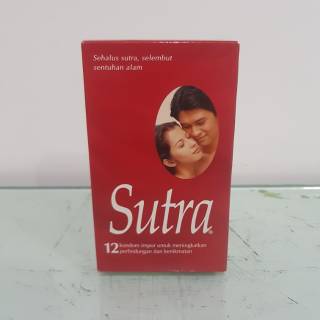 Sehalus sutra, selembut
sentuhan alam
Sutra®
12 kondom impor untuk meningkatkan
perlindungan dan kenikmatan